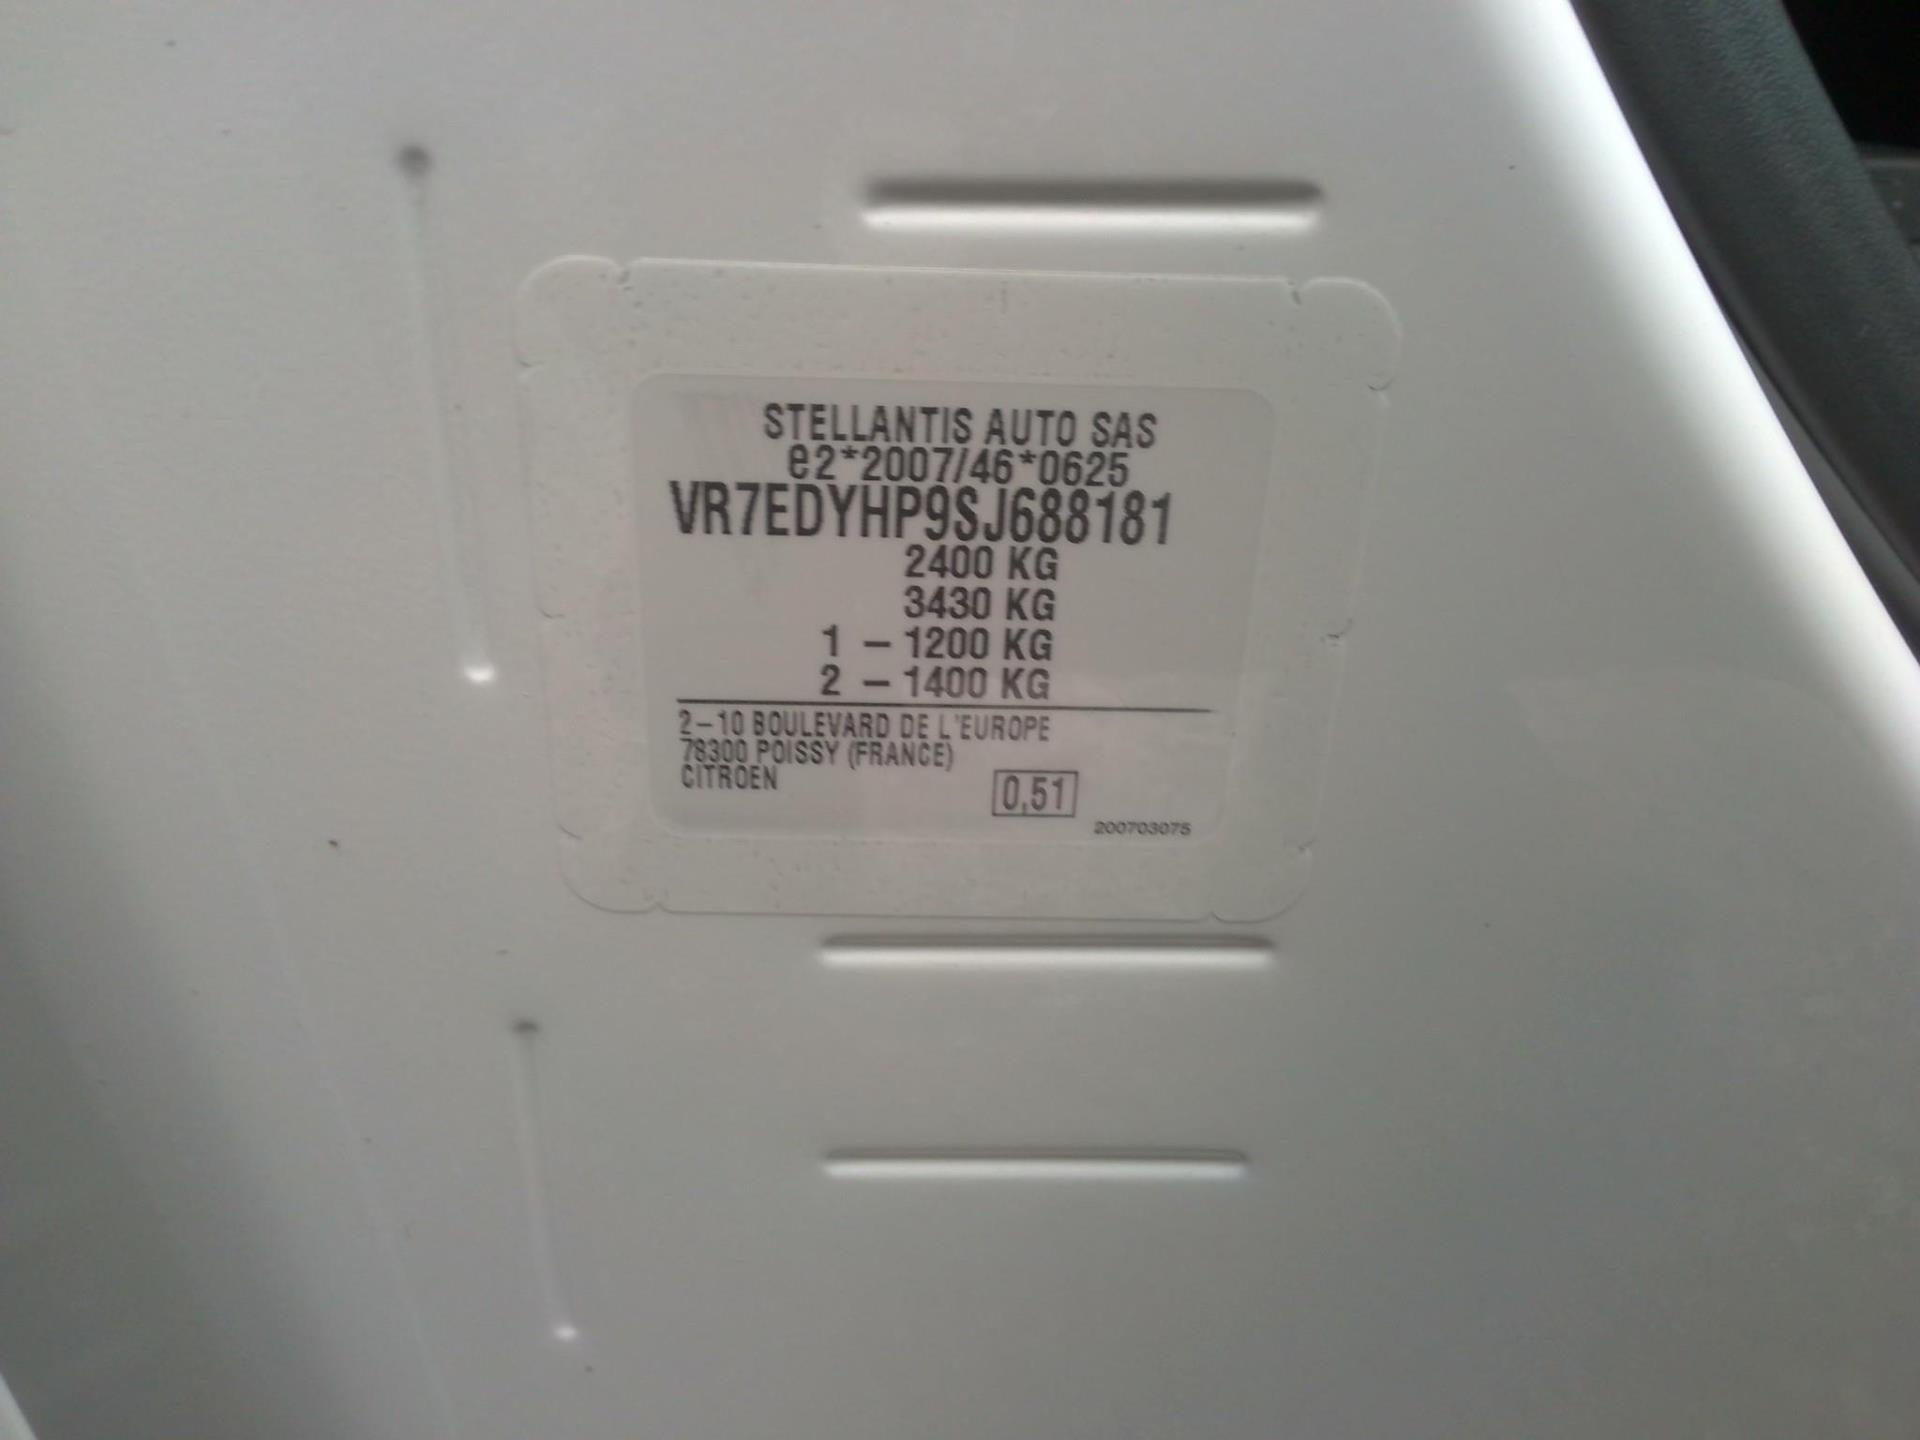 STELLANTIS AUTO SAS
e2*2007/46*0625
VR7EDYHP9SJ688181
2400 KG
3430 KG
1 – 1200 KG
2 – 1400 KG
2–10 BOULEVARD DE L'EUROPE
78300 POISSY (FRANCE)
CITROEN
0,51
200703075